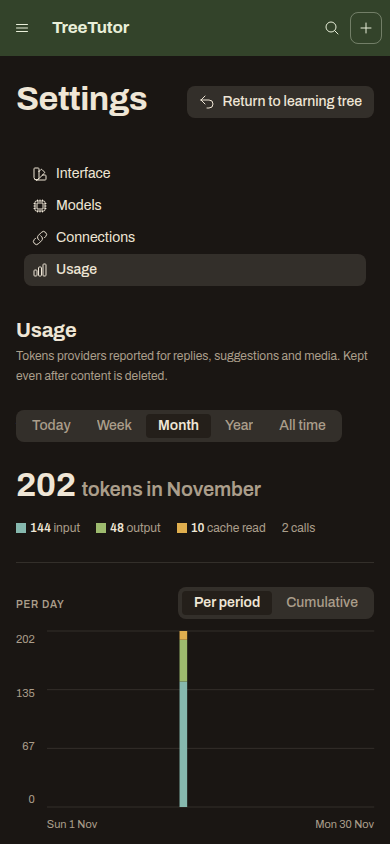 TreeTutor
Settings
Return to learning tree
Interface
Models
Connections
Usage
Usage
Tokens providers reported for replies, suggestions and media. Kept
even after content is deleted.
Today Week Month Year All time
202 tokens in November
144 input 48 output 10 cache read 2 calls
PER DAY
Per period Cumulative
202
135
67
0
Sun 1 Nov Mon 30 Nov